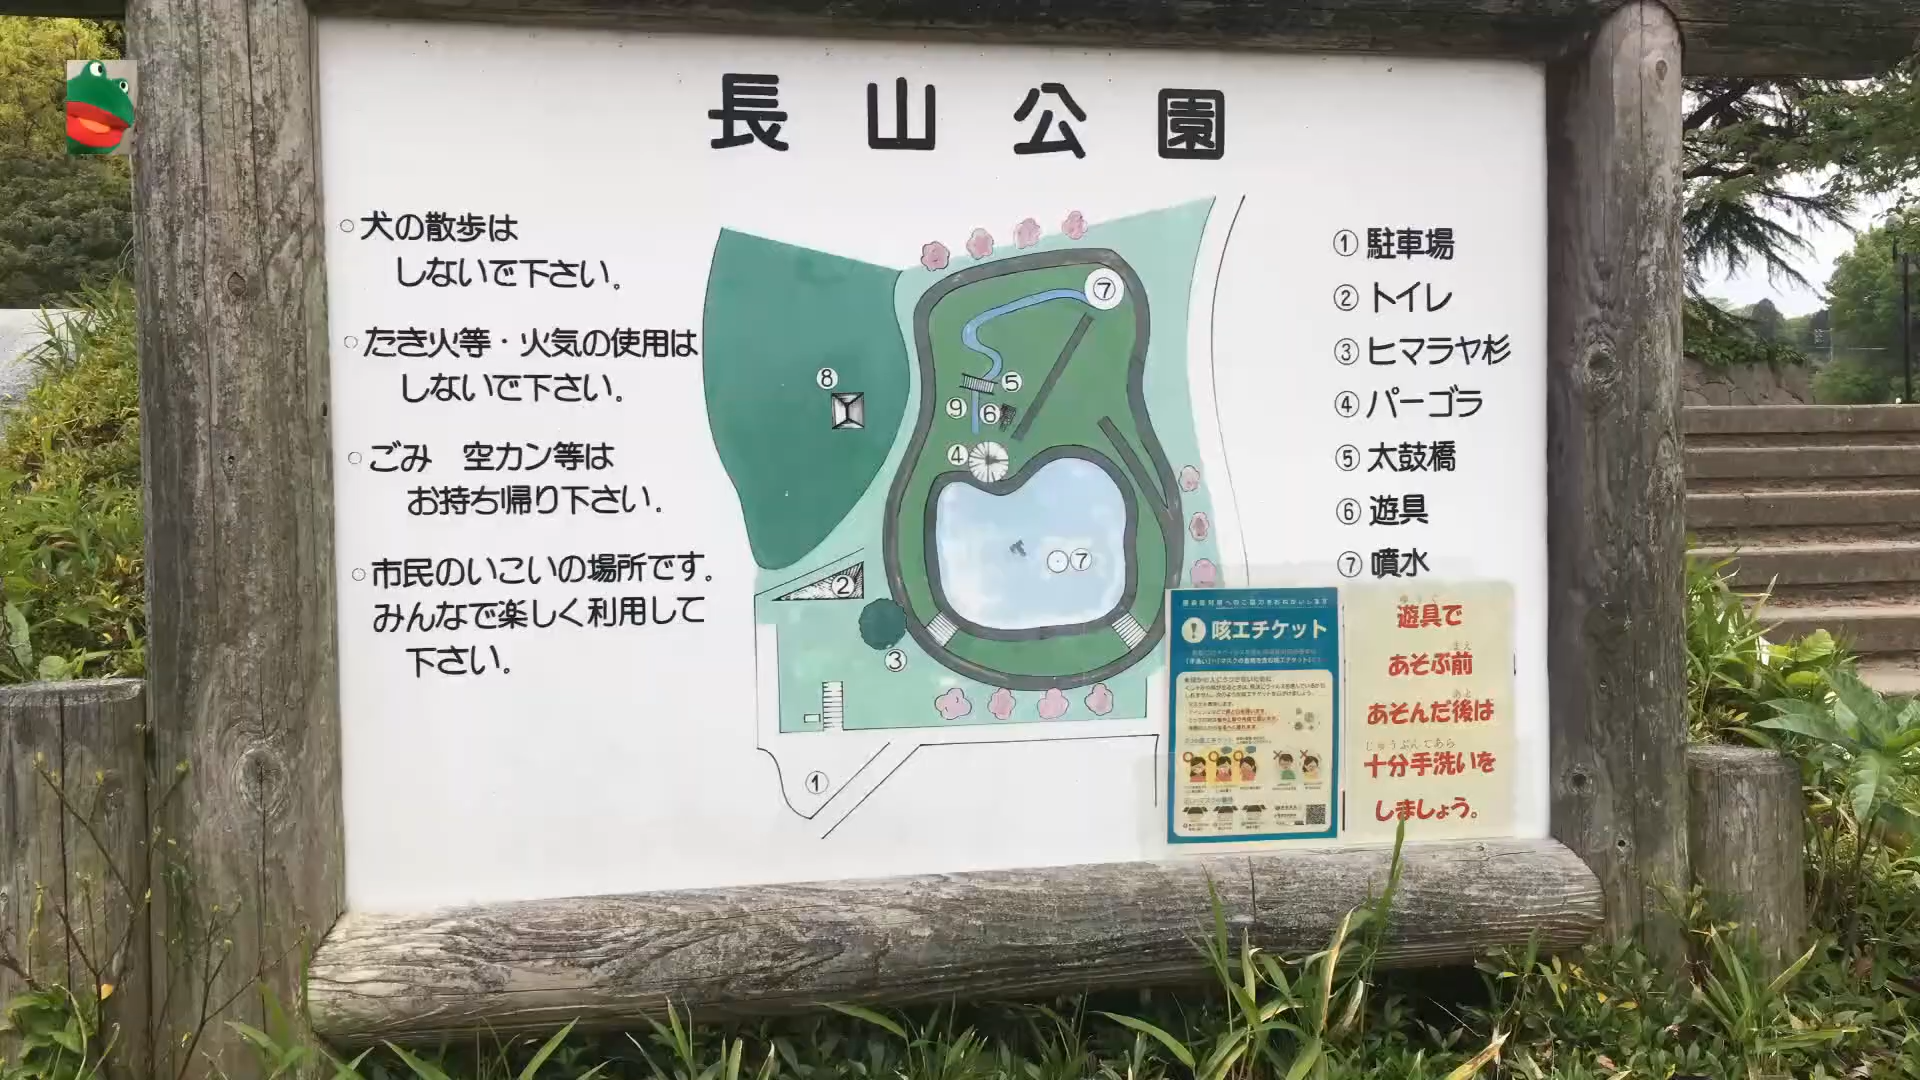 長山公園
○犬の散歩は
しないで下さい。
○たき火等・火気の使用は
しないで下さい。
○ごみ 空カン等は
お持ち帰り下さい。
○市民のいこいの場所です。
みんなで楽しく利用して
下さい。
⑦
⑧
⑤
⑨
⑥
④
⑦
②
③
①
①駐車場
②トイレ
③ヒマラヤ杉
④パーゴラ
⑤太鼓橋
⑥遊具
⑦噴水
咳エチケット
遊具で
あそぶ前
あそんだ後は
十分手洗いを
しましょう。